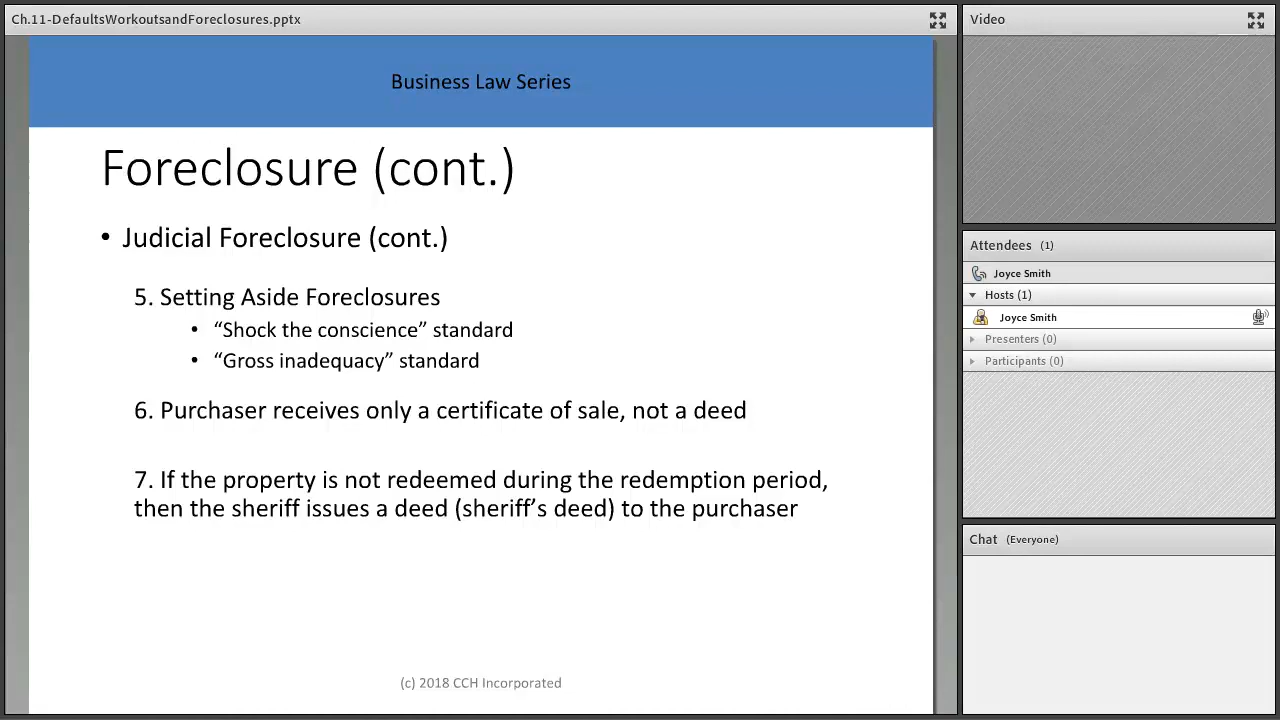 Ch.11-DefaultsWorkoutsandForeclosures.pptx
Business Law Series
Foreclosure (cont.)
• Judicial Foreclosure (cont.)
5. Setting Aside Foreclosures
• “Shock the conscience” standard
• “Gross inadequacy” standard
6. Purchaser receives only a certificate of sale, not a deed
7. If the property is not redeemed during the redemption period,
then the sheriff issues a deed (sheriff’s deed) to the purchaser
(c) 2018 CCH Incorporated
Video
Attendees (1)
Joyce Smith
Hosts (1)
Joyce Smith
Presenters (0)
Participants (0)
Chat (Everyone)